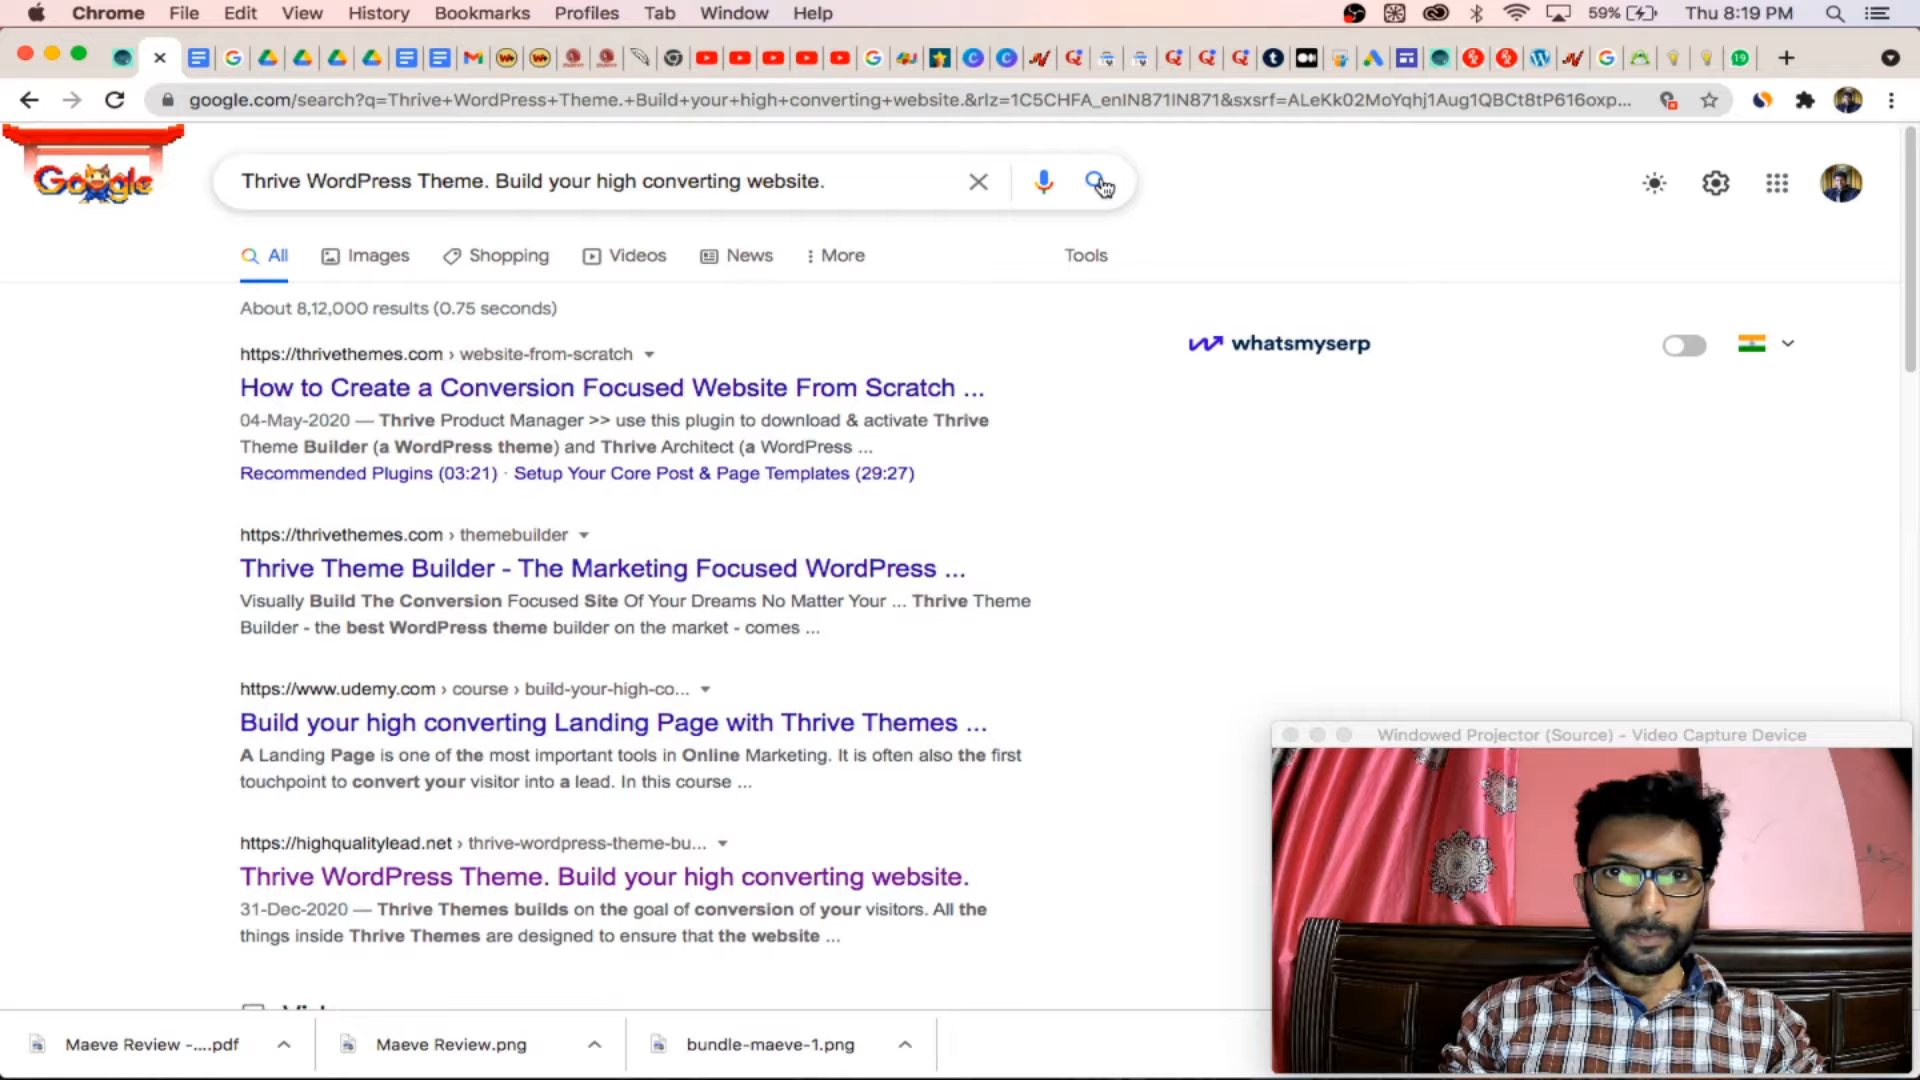 Chrome File Edit View History Bookmarks Profiles Tab Window Help 59% Thu 8:19 PM
19
google.com/search?q=Thrive+WordPress+Theme.+Build+your+high+converting+website.&rlz=1C5CHFA_enIN871IN871&sxsrf=ALeKk02MoYqhj1Aug1QBCt8tP616oxp...
Google
Thrive WordPress Theme. Build your high converting website.
All Images Shopping Videos News More Tools
About 8,12,000 results (0.75 seconds)
whatsmyserp
https://thrivethemes.com › website-from-scratch
How to Create a Conversion Focused Website From Scratch ...
04-May-2020 — Thrive Product Manager >> use this plugin to download & activate Thrive
Theme Builder (a WordPress theme) and Thrive Architect (a WordPress ...
Recommended Plugins (03:21) · Setup Your Core Post & Page Templates (29:27)
https://thrivethemes.com › themebuilder
Thrive Theme Builder - The Marketing Focused WordPress ...
Visually Build The Conversion Focused Site Of Your Dreams No Matter Your ... Thrive Theme
Builder - the best WordPress theme builder on the market - comes ...
https://www.udemy.com › course › build-your-high-co...
Build your high converting Landing Page with Thrive Themes ...
A Landing Page is one of the most important tools in Online Marketing. It is often also the first
touchpoint to convert your visitor into a lead. In this course ...
https://highqualitylead.net › thrive-wordpress-theme-bu...
Thrive WordPress Theme. Build your high converting website.
31-Dec-2020 — Thrive Themes builds on the goal of conversion of your visitors. All the
things inside Thrive Themes are designed to ensure that the website ...
Windowed Projector (Source) - Video Capture Device
Maeve Review -....pdf Maeve Review.png bundle-maeve-1.png